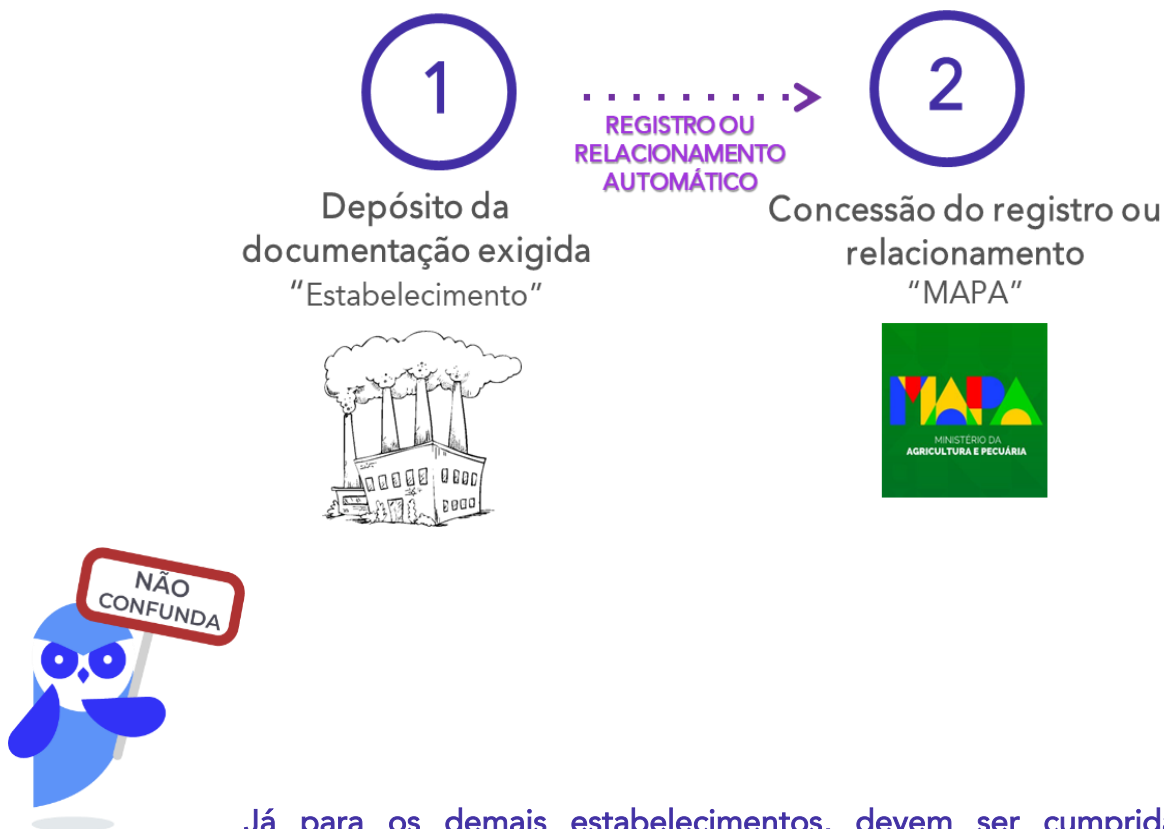 1
2
REGISTRO OU
RELACIONAMENTO
AUTOMÁTICO
Depósito da
documentação exigida
"Estabelecimento"
Concessão do registro ou
relacionamento
"MAPA"
MAPA
MINISTÉRIO DA
AGRICULTURA E PECUÁRIA
NÃO
CONFUNDA
Já para os demais estabelecimentos, devem ser